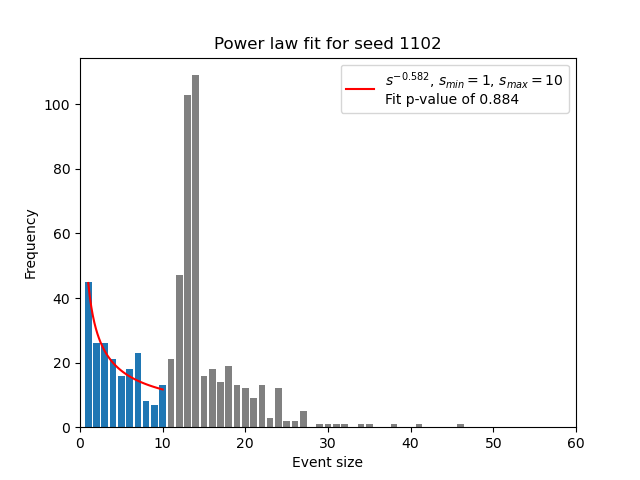 Power law fit for seed 1102
s^{-0.582}, s_{min} = 1, s_{max} = 10
Fit p-value of 0.884
Frequency
100
80
60
40
20
0
0 10 20 30 40 50 60
Event size